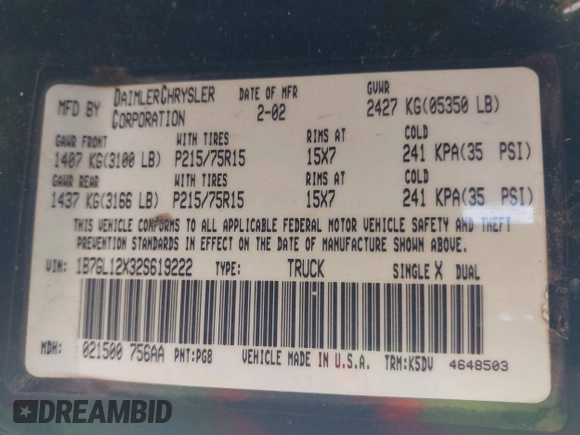 MFD BY DAIMLERCHRYSLER CORPORATION DATE OF MFR 2-02 GVWR 2427 KG(05350 LB)
GAWR FRONT WITH TIRES RIMS AT COLD
1407 KG(3100 LB) P215/75R15 15X7 241 KPA(35 PSI)
GAWR REAR WITH TIRES RIMS AT COLD
1437 KG(3166 LB) P215/75R15 15X7 241 KPA(35 PSI)
THIS VEHICLE CONFORMS TO ALL APPLICABLE FEDERAL MOTOR VEHICLE SAFETY AND THEFT
PREVENTION STANDARDS IN EFFECT ON THE DATE OF MANUFACTURE SHOWN ABOVE.
VIN: 1B7GL12X32S619222 TYPE: TRUCK SINGLE X DUAL
MDH: 021500 756AA PNT:PG8 VEHICLE MADE IN U.S.A. TRM:K5DV 4648503
DREAMBID